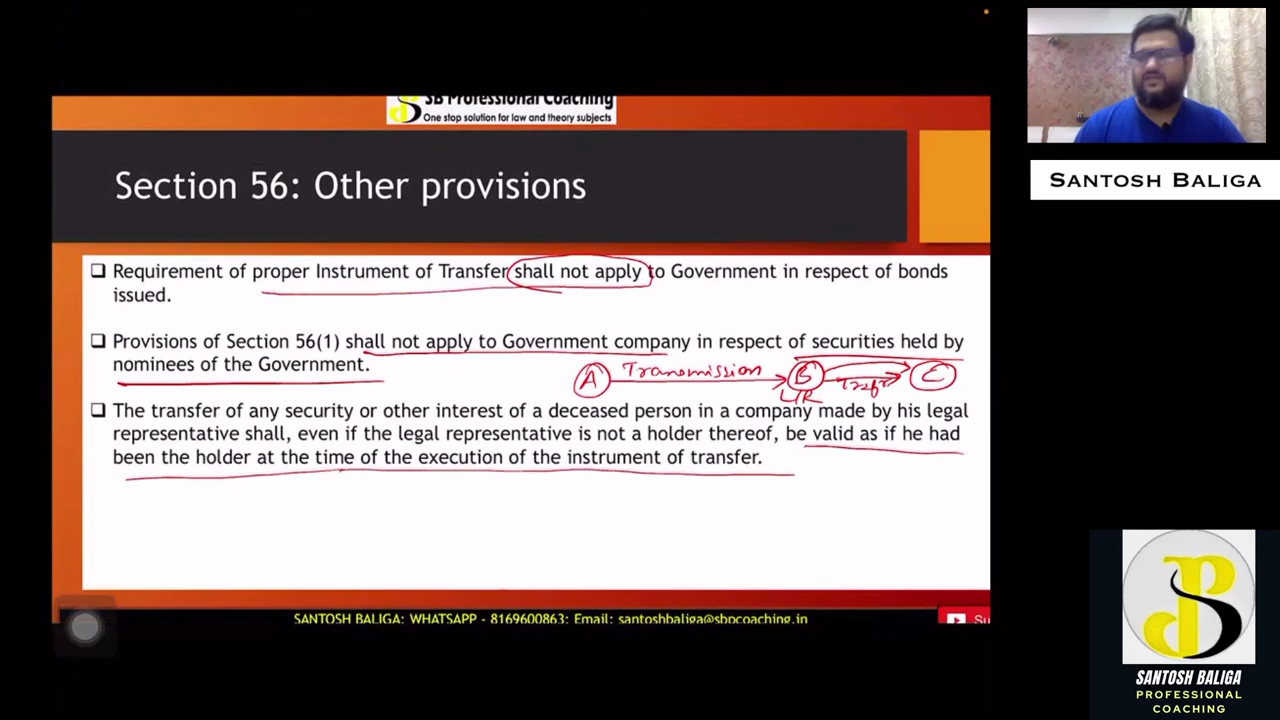 SB Professional Coaching
One stop solution for law and theory subjects
SANTOSH BALIGA
Section 56: Other provisions
Requirement of proper Instrument of Transfer shall not apply to Government in respect of bonds
issued.
Provisions of Section 56(1) shall not apply to Government company in respect of securities held by
nominees of the Government.
A Transmission B C
L/R
The transfer of any security or other interest of a deceased person in a company made by his legal
representative shall, even if the legal representative is not a holder thereof, be valid as if he had
been the holder at the time of the execution of the instrument of transfer.
SANTOSH BALIGA: WHATSAPP - 8169600863: Email: santoshbaliga@sbpcoaching.in
SANTOSH BALIGA
PROFESSIONAL
COACHING